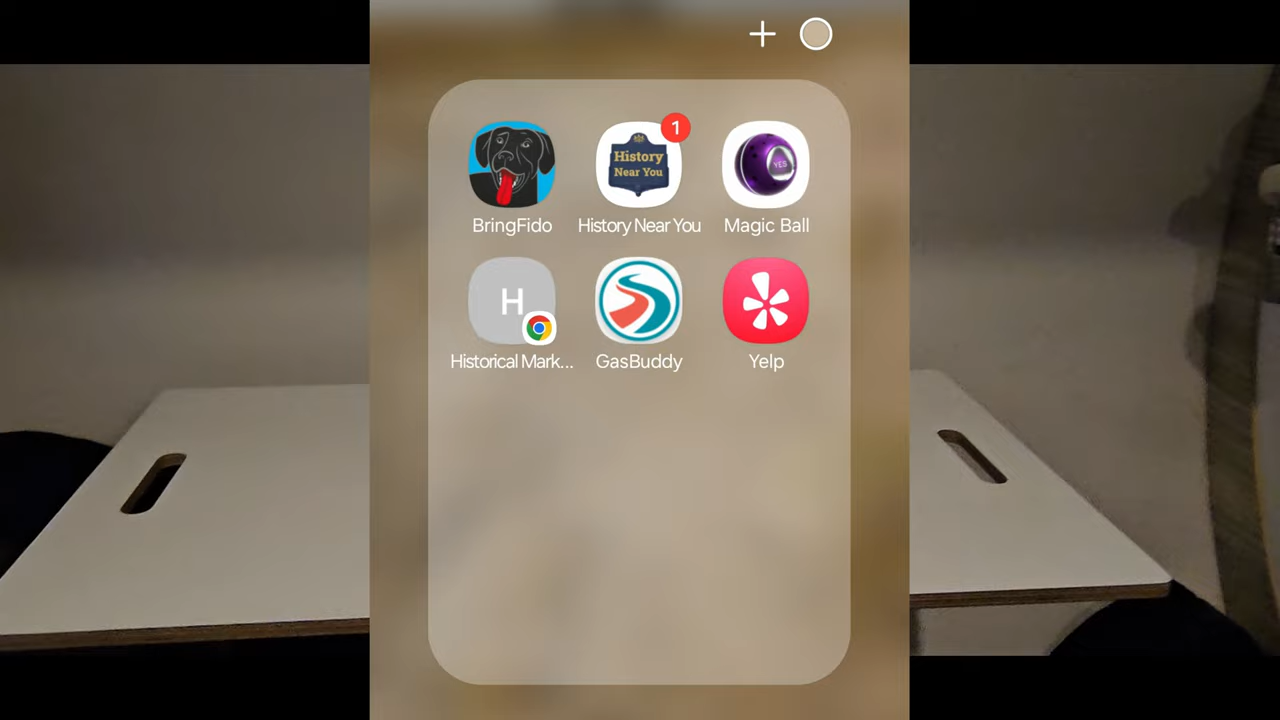 1
History
Near You
YES
BringFido
History Near You
Magic Ball
H
Historical Mark...
GasBuddy
Yelp